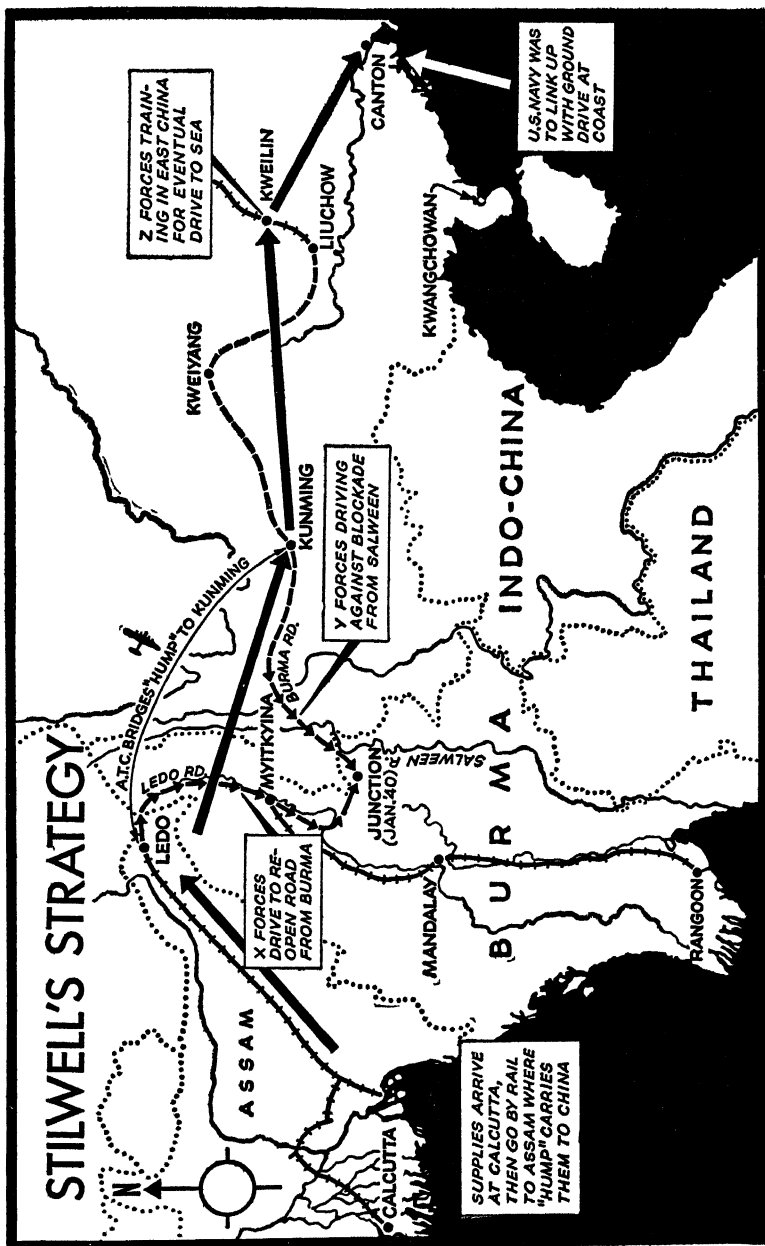 STILWELL'S STRATEGY
N
A.T.C. BRIDGES "HUMP" TO KUNMING
LEDO RD.
LEDO
ASSAM
CALCUTTA
SUPPLIES ARRIVE
AT CALCUTTA,
THEN GO BY RAIL
TO ASSAM WHERE
"HUMP" CARRIES
THEM TO CHINA
X FORCES
DRIVE TO RE-
OPEN ROAD
FROM BURMA
MYITKYINA
BURMA RD.
JUNCTION
(JAN.'40)
SALWEEN R.
MANDALAY
BURMA
RANGOON
Y FORCES DRIVING
AGAINST BLOCKADE
FROM SALWEEN
KUNMING
KWEIYANG
Z FORCES TRAIN-
ING IN EAST CHINA
FOR EVENTUAL
DRIVE TO SEA
KWEILIN
LIUCHOW
CANTON
KWANGCHOWAN
U.S. NAVY WAS
TO LINK UP
WITH GROUND
DRIVE AT
COAST
INDO-CHINA
THAILAND